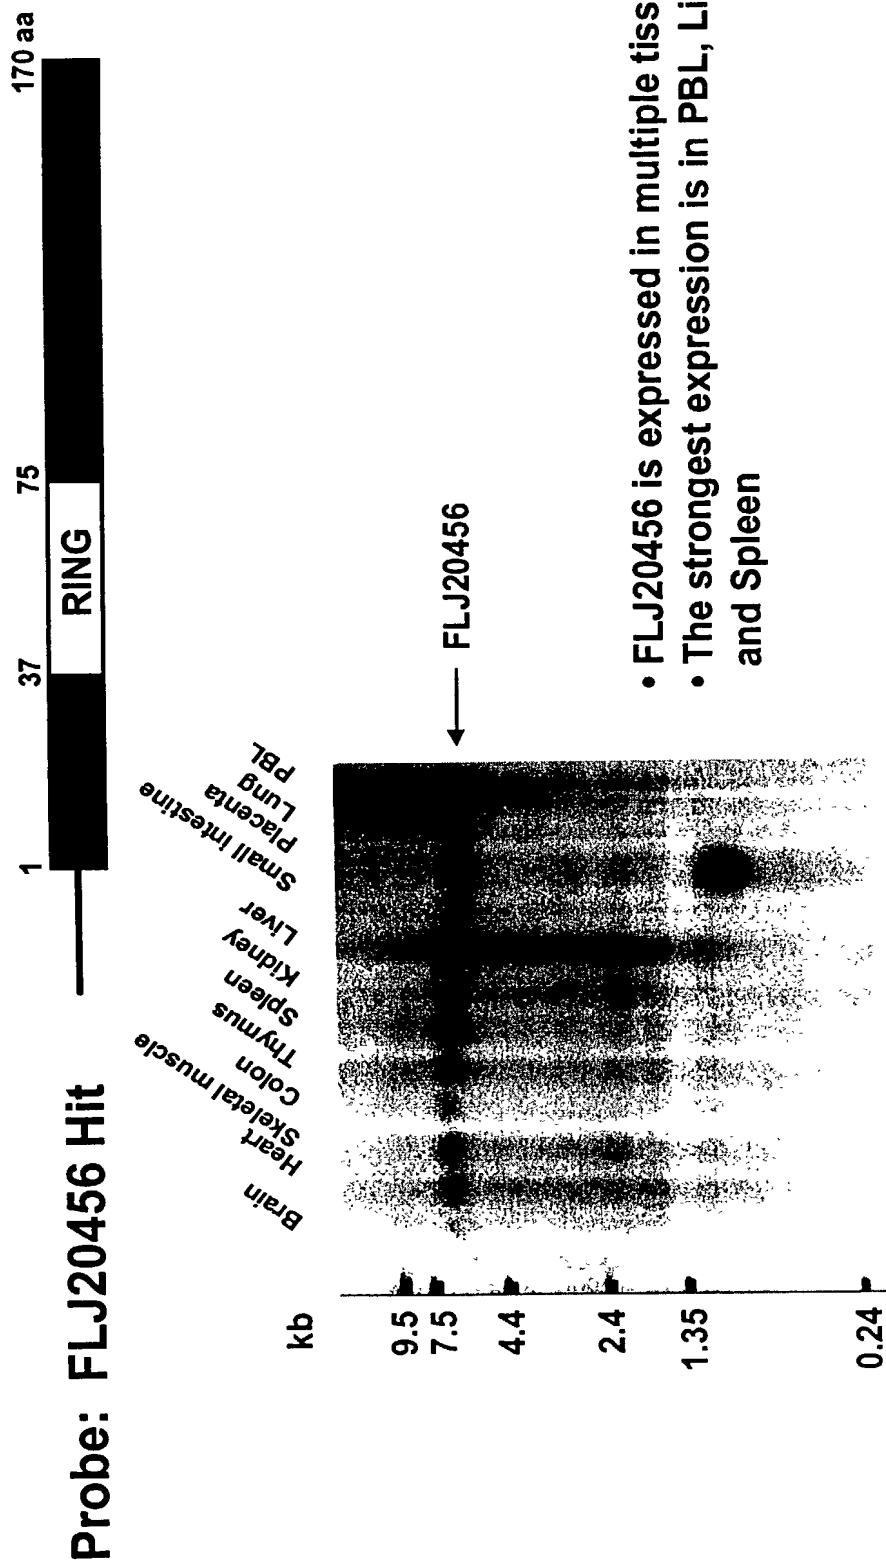 Probe: FLJ20456 Hit
1 37 75 170 aa
RING
kb
Brain
Heart
Skeletal muscle
Colon
Thymus
Spleen
Kidney
Liver
Small Intestine
Placenta
Lung
PBL
9.5
7.5
4.4
2.4
1.35
0.24
FLJ20456
• FLJ20456 is expressed in multiple tiss
• The strongest expression is in PBL, Li
and Spleen